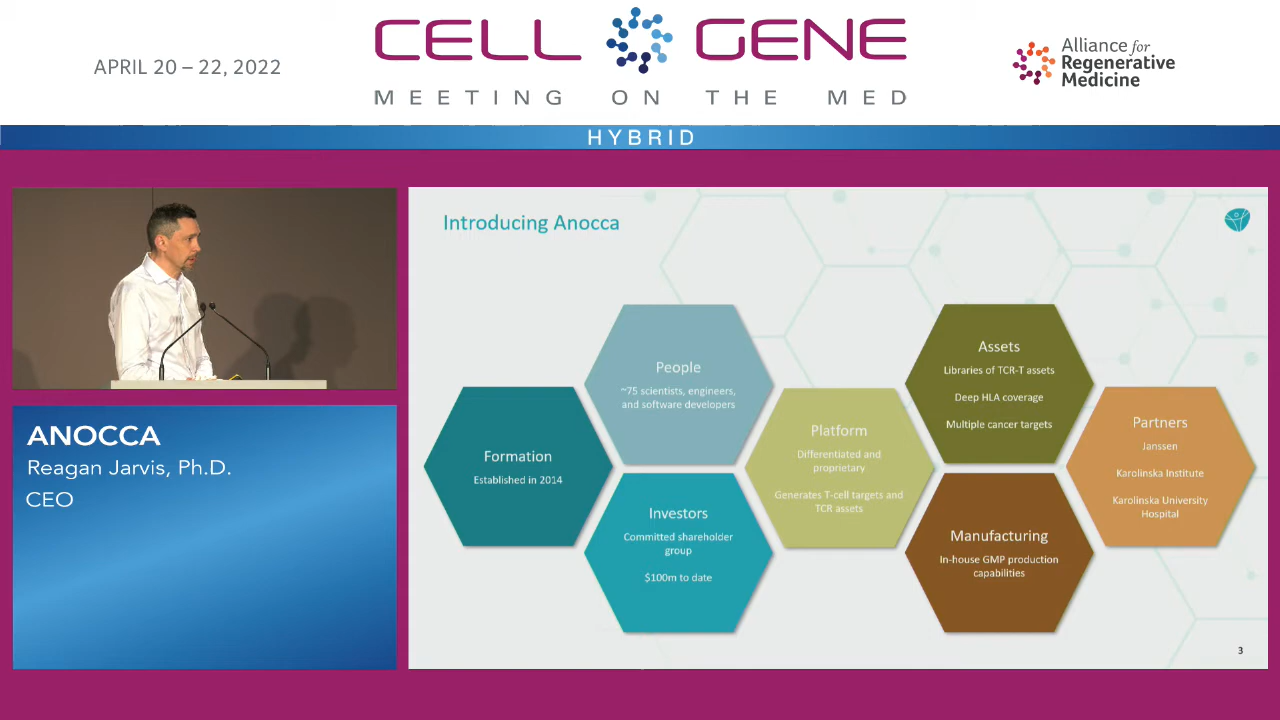 APRIL 20 – 22, 2022
CELL GENE
MEETING ON THE MED
Alliance for
Regenerative
Medicine
HYBRID
ANOCCA
Reagan Jarvis, Ph.D.
CEO
Introducing Anocca
Formation
Established in 2014
People
~75 scientists, engineers,
and software developers
Investors
Committed shareholder
group
$100m to date
Platform
Differentiated and
proprietary
Generates T-cell targets and
TCR assets
Assets
Libraries of TCR-T assets
Deep HLA coverage
Multiple cancer targets
Manufacturing
In-house GMP production
capabilities
Partners
Janssen
Karolinska Institute
Karolinska University
Hospital
3